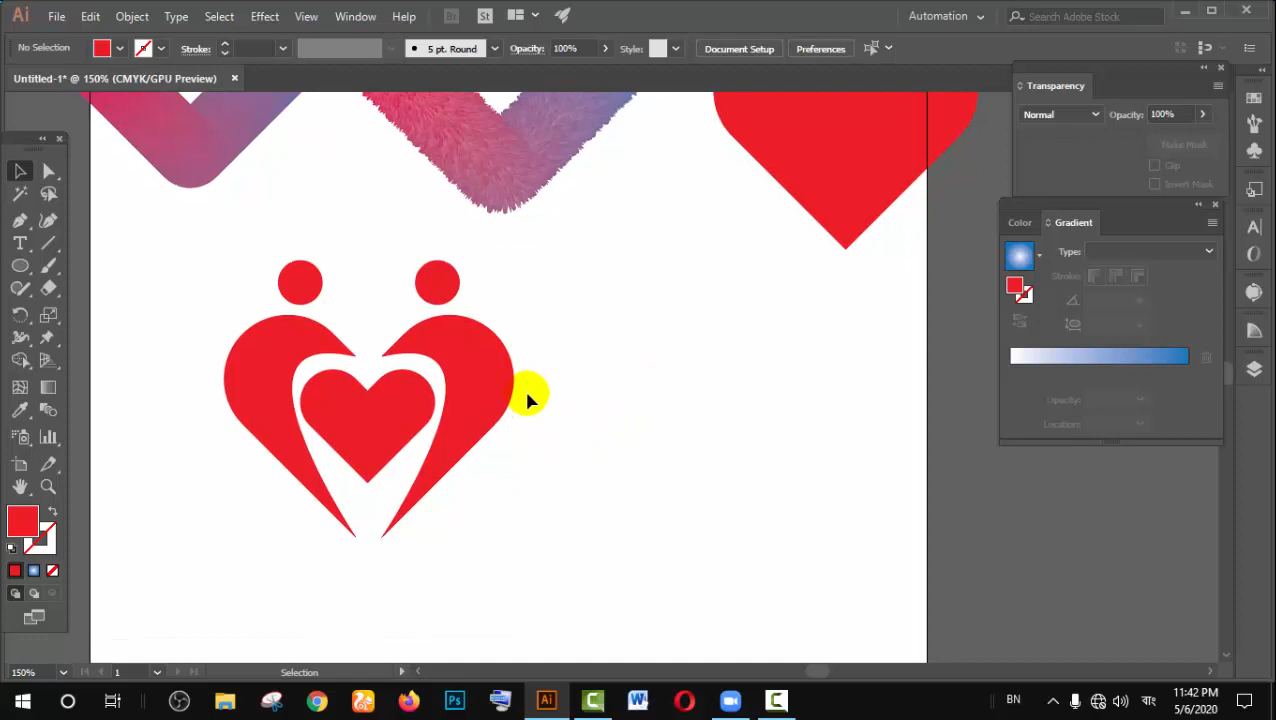 Ai File Edit Object Type Select Effect View Window Help Br St Automation Search Adobe Stock
No Selection Stroke: 5 pt. Round Opacity: 100% Style: Document Setup Preferences
Untitled-1* @ 150% (CMYK/GPU Preview)
Transparency
Normal Opacity: 100%
Make Mask
Clip
Invert Mask
Color Gradient
Type:
Stroke:
Opacity:
Location:
150% 1 Selection
Ps Ai W BN বাং
11:42 PM
5/6/2020